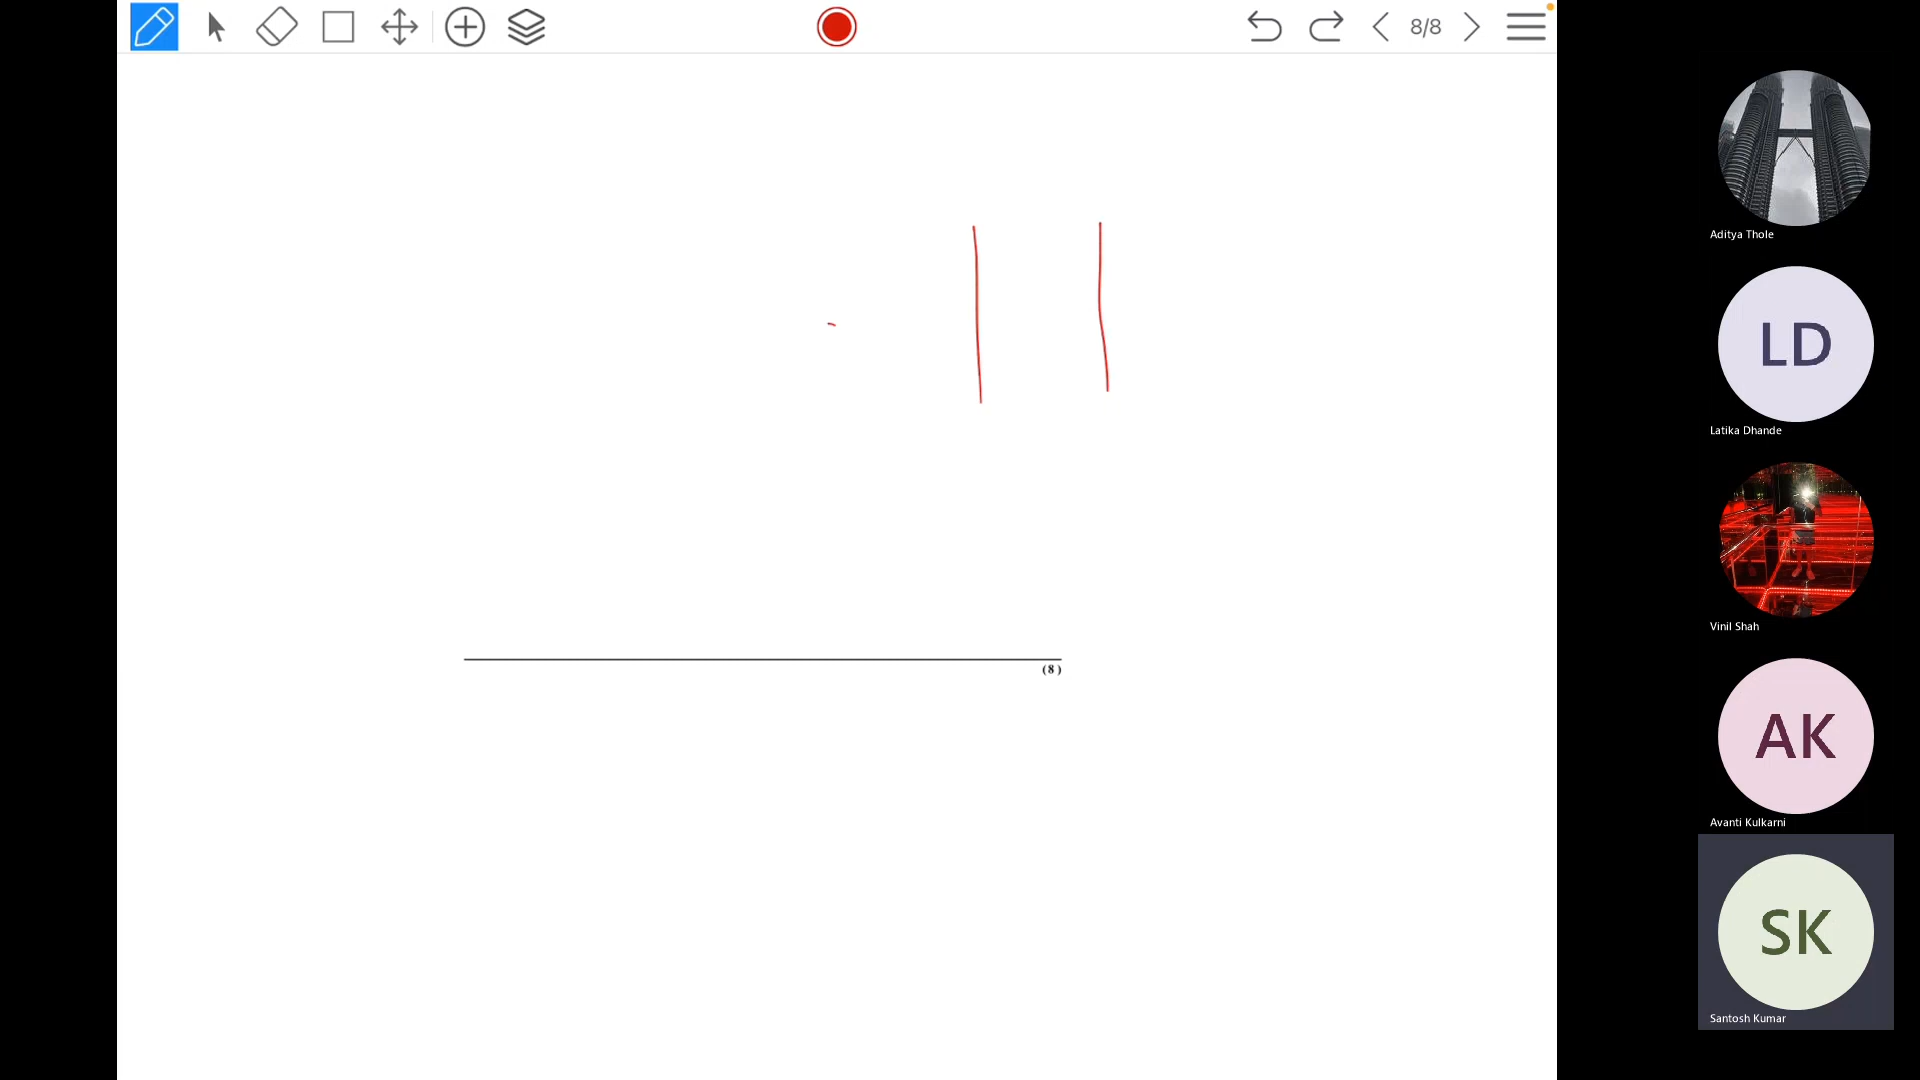 8/8
Aditya Thole
LD
Latika Dhande
Vinil Shah
(8)
AK
Avanti Kulkarni
SK
Santosh Kumar